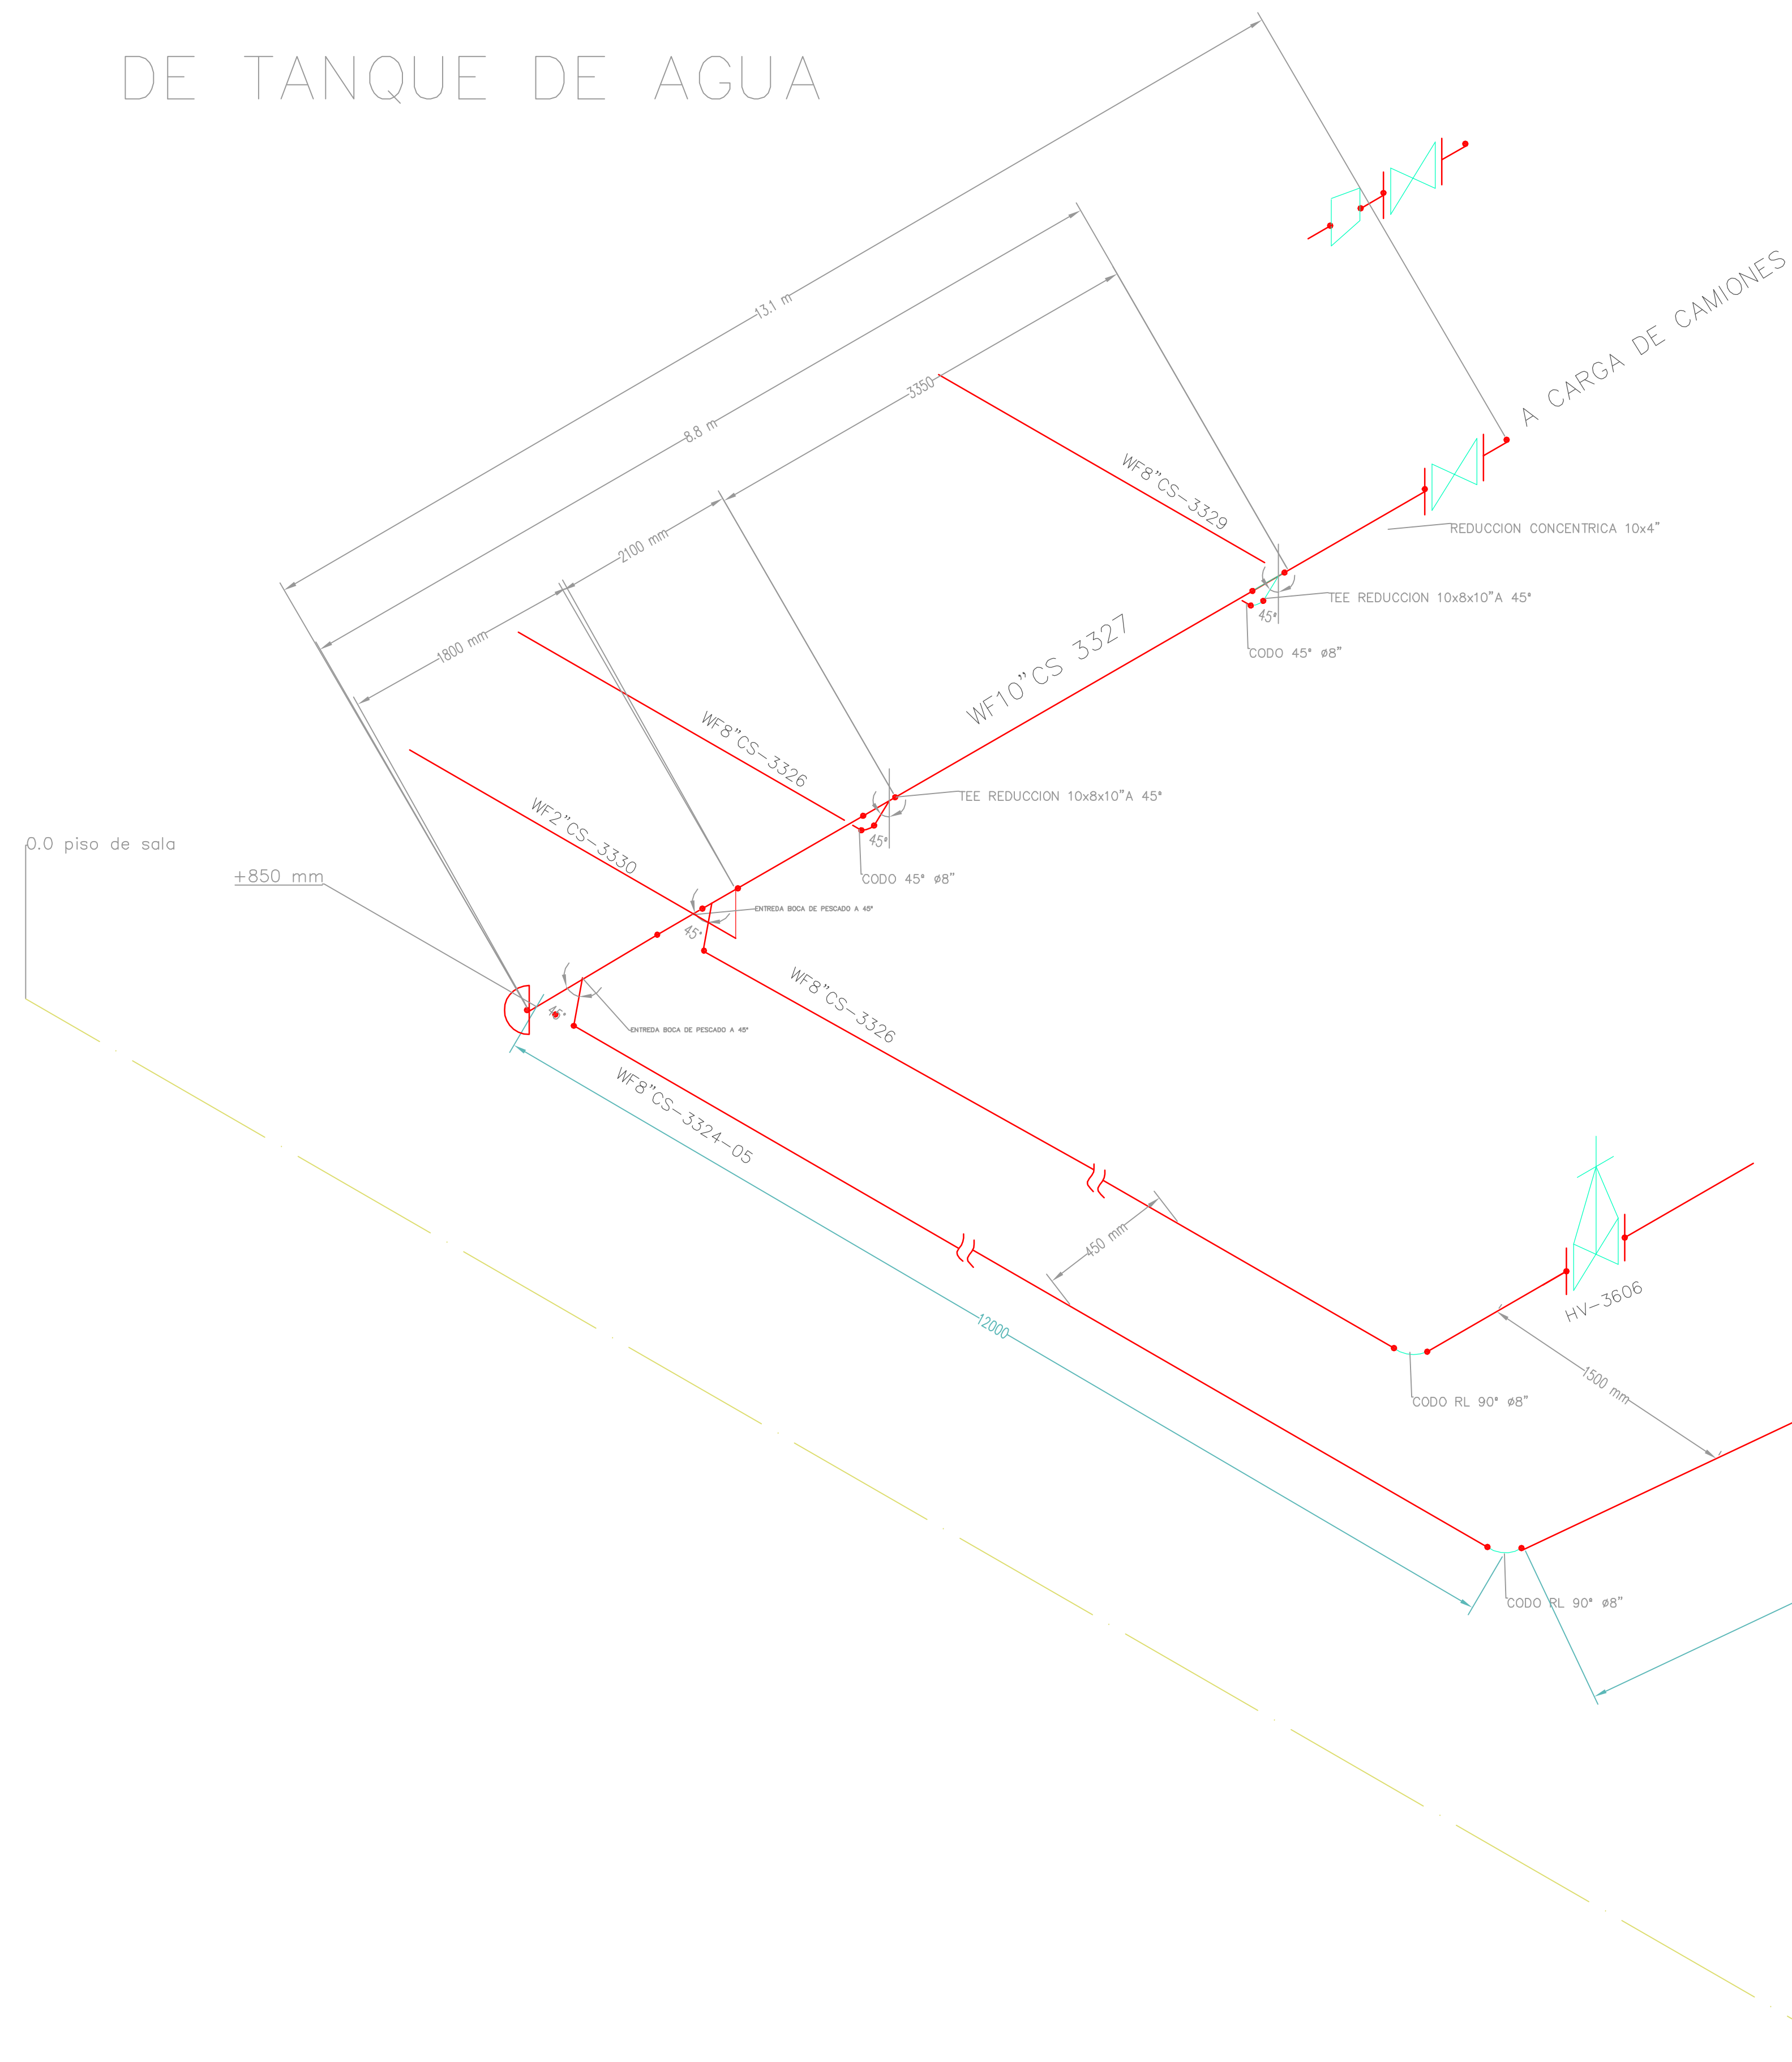 DE TANQUE DE AGUA
13.1 m
8.8 m
3350
A CARGA DE CAMIONES
WF8"CS-3329
REDUCCION CONCENTRICA 10x4"
2100 mm
TEE REDUCCION 10x8x10"A 45°
45°
CODO 45° ø8"
1800 mm
WF10"CS 3327
WF8"CS-3326
TEE REDUCCION 10x8x10"A 45°
WF2"CS-3330
45°
0.0 piso de sala
+850 mm
CODO 45° ø8"
ENTREDA BOCA DE PESCADO A 45°
45°
WF8"CS-3326
45°
ENTREDA BOCA DE PESCADO A 45°
WF8"CS-3324-05
450 mm
HV-3606
12000
1500 mm
CODO RL 90° ø8"
CODO RL 90° ø8"